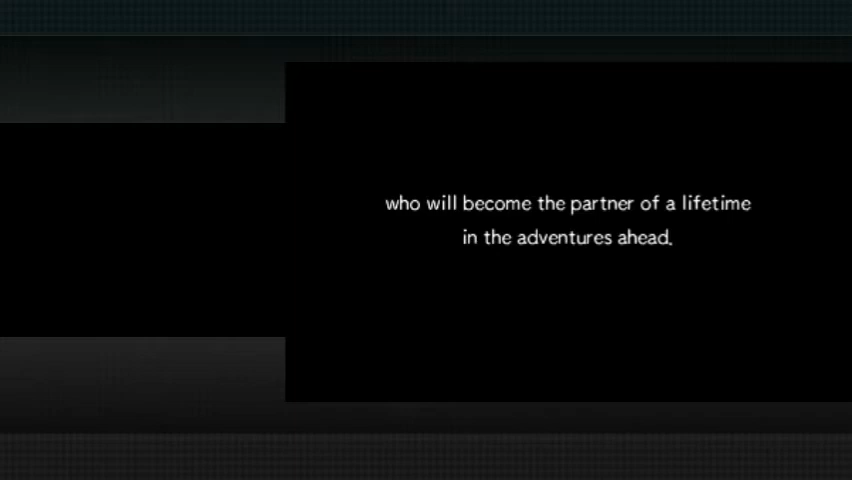 who will become the partner of a lifetime
in the adventures ahead.